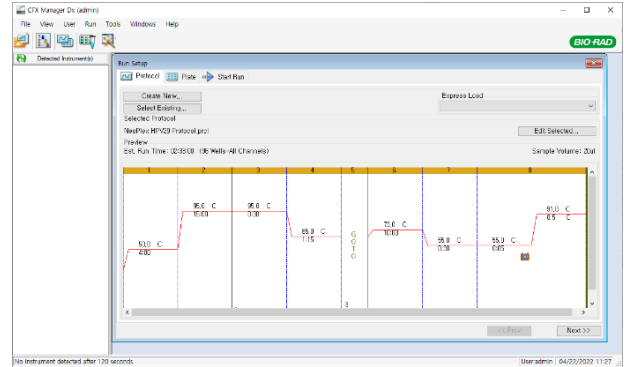 CFX Manager Dx (admin)
File View User Run Tools Windows Help
BIO-RAD
Detected Instrument(s)
Run Setup
Protocol Plate Start Run
Create New...
Express Load
Select Existing...
Selected Protocol
NeoPlex HPV29 Protocol.prcl
Edit Selected...
Preview
Est. Run Time: 02:33:00 (96 Wells-All Channels)
Sample Volume: 20ul
1 2 3 4 5 6 7 8
95.0 C 95.0 C
15:00 0:30
91.0 C
0.5 C
50.0 C
4:00
65.0 C
1:15
72.0 C
10:00
55.0 C
0:30
55.0 C
0:05
G
O
T
O
3
<< Prev Next >>
No instrument detected after 120 seconds.
User:admin 04/22/2022 11:27